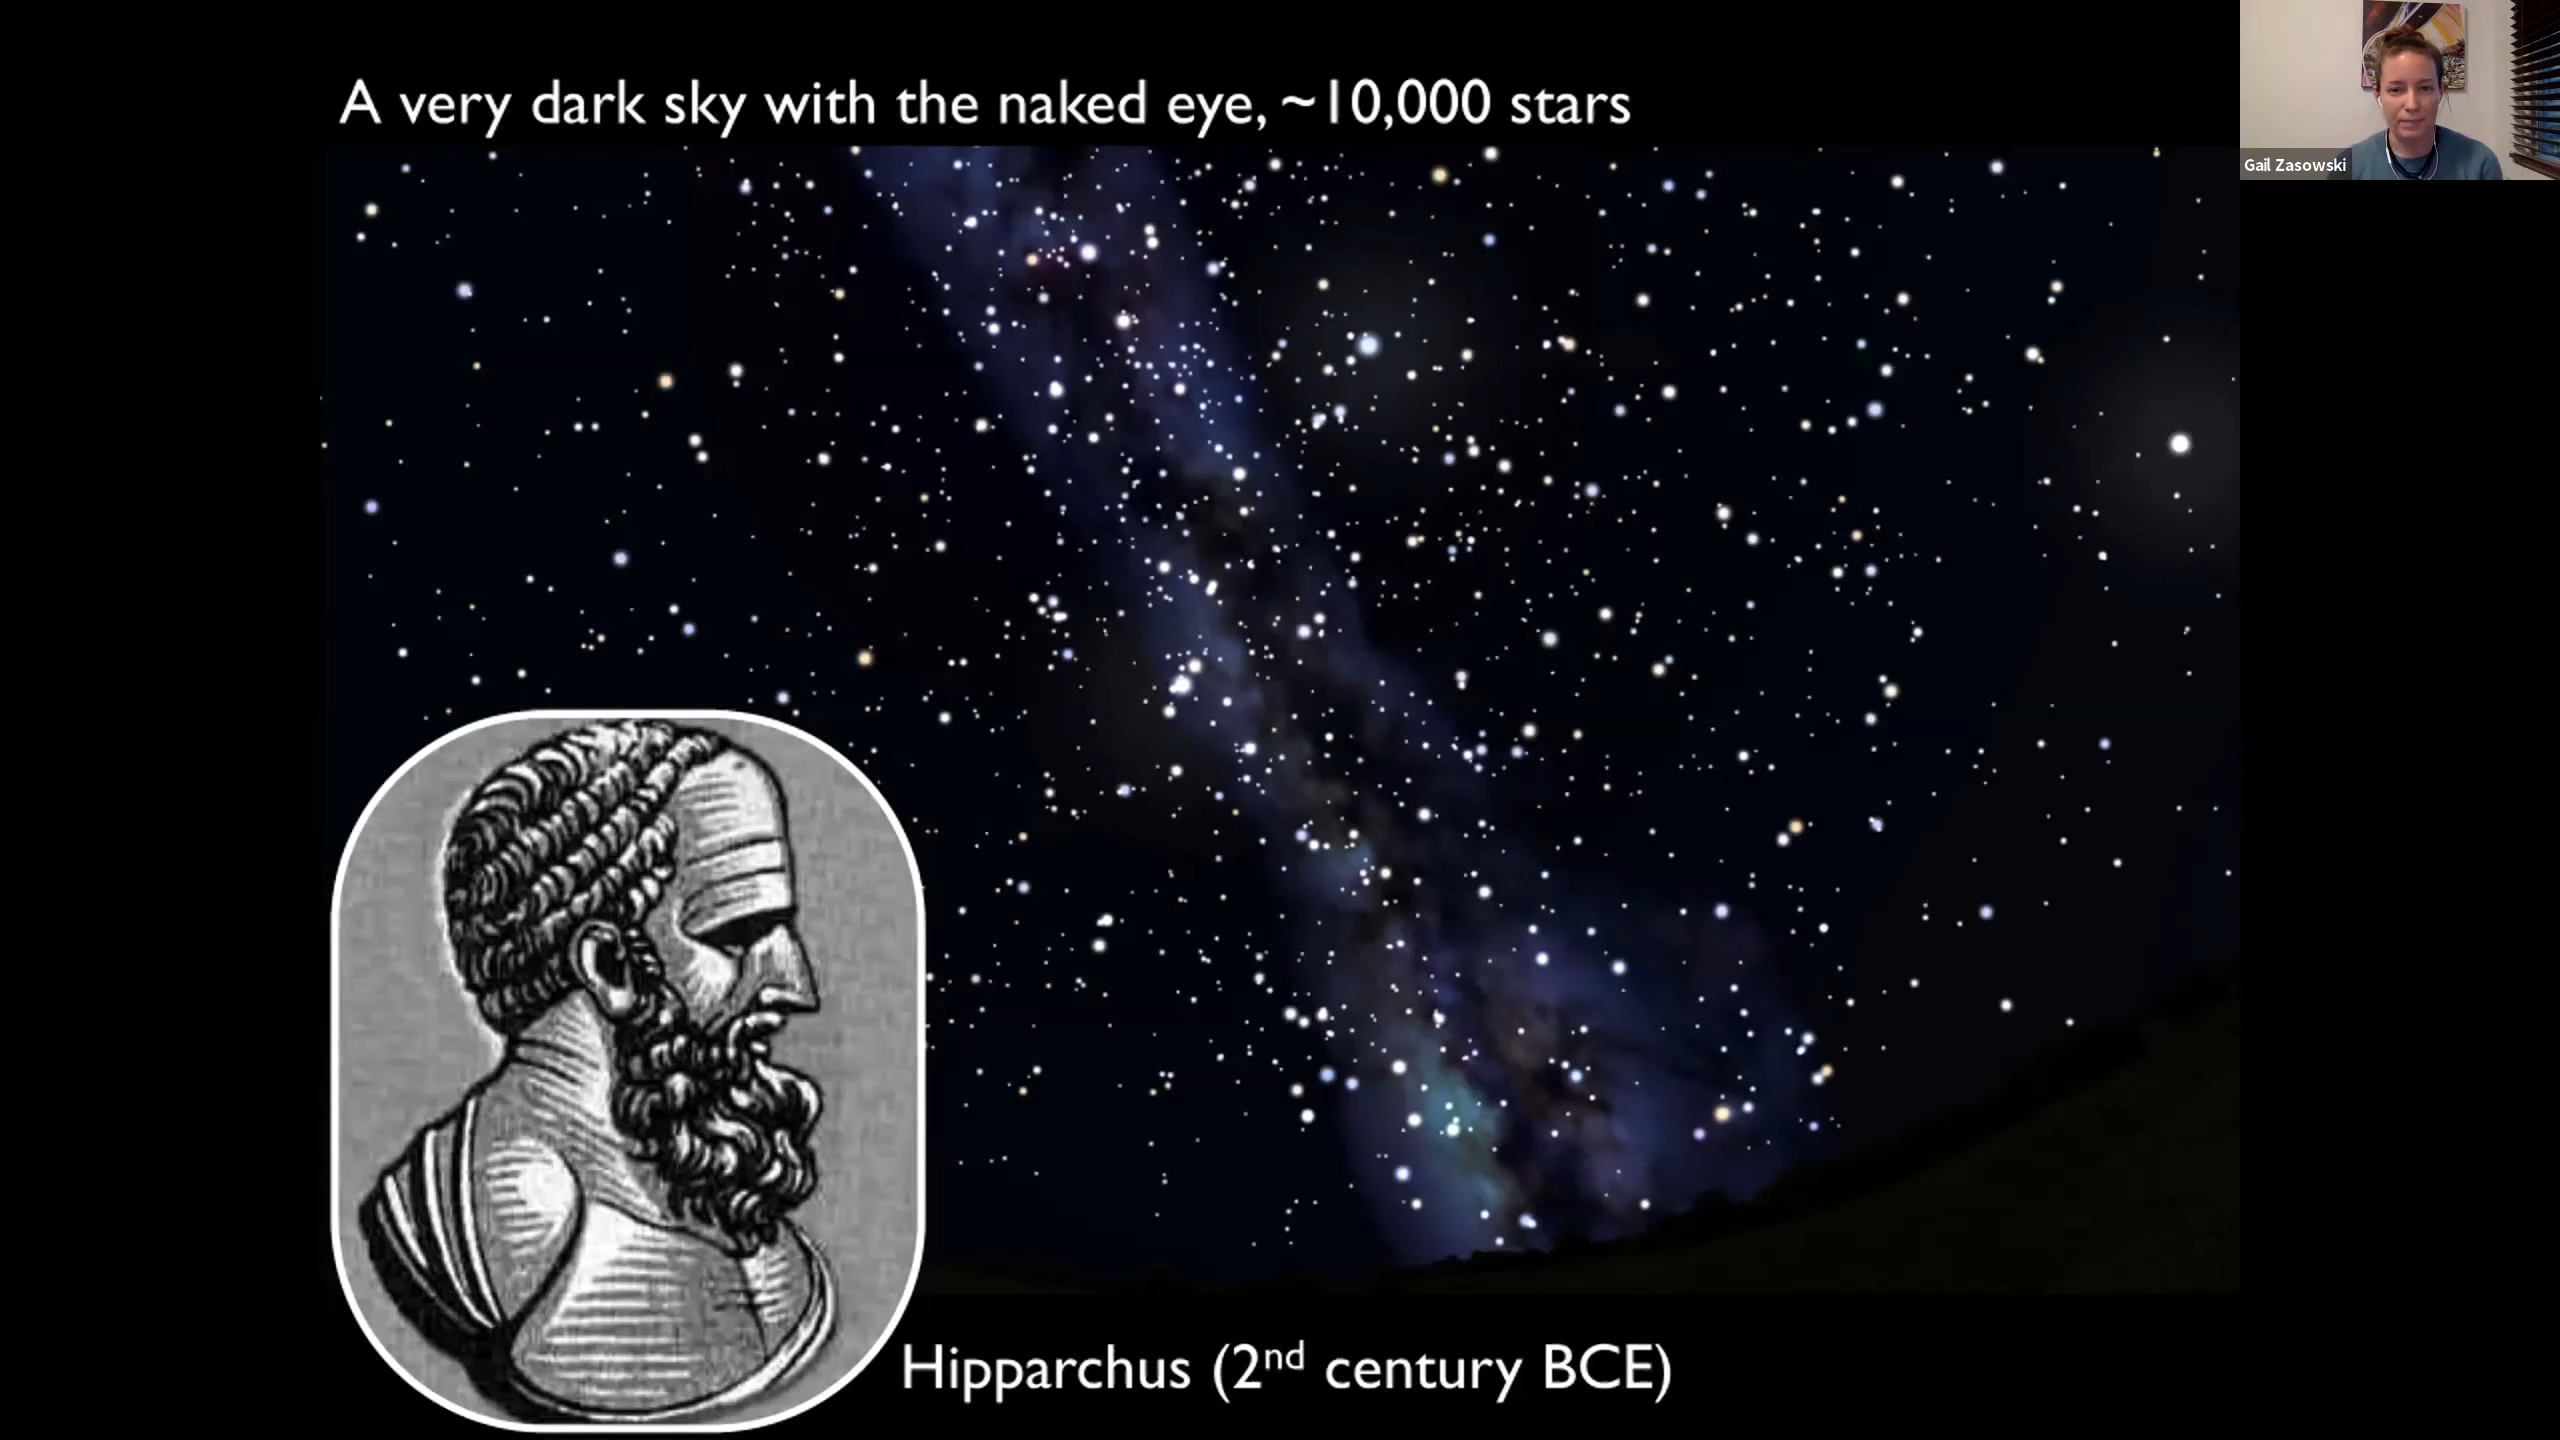 A very dark sky with the naked eye, ~10,000 stars
Gail Zasowski
Hipparchus (2nd century BCE)